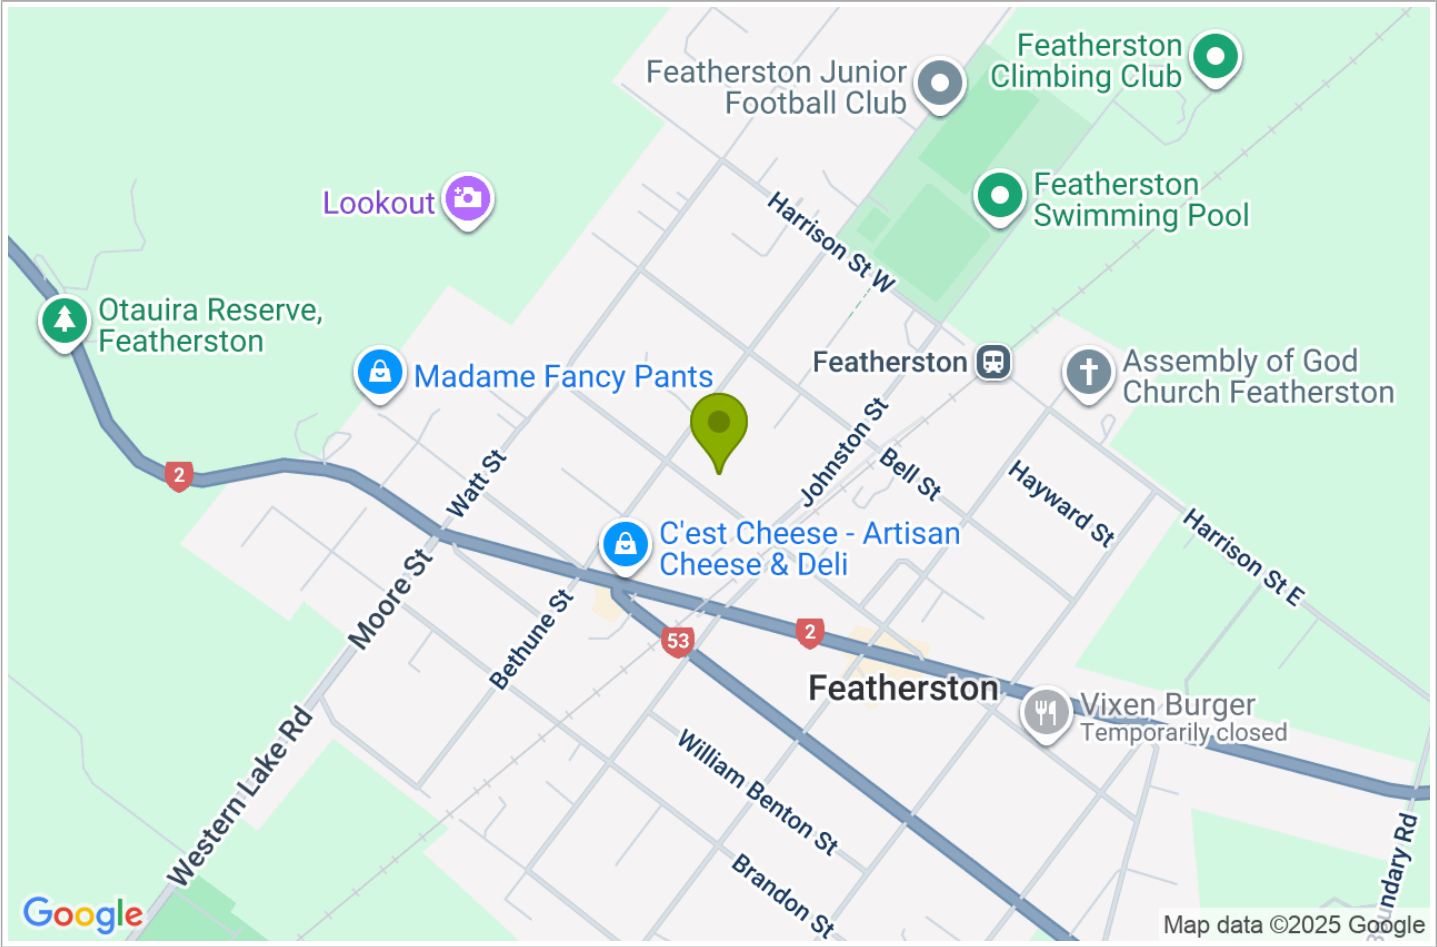 Featherston
Climbing Club
Featherston Junior
Football Club
Featherston
Swimming Pool
Lookout
Harrison St W
Otauira Reserve,
Featherston
Madame Fancy Pants
Featherston
Assembly of God
Church Featherston
Johnston St
Bell St
Watt St
Hayward St
2
Harrison St E
C'est Cheese - Artisan
Cheese & Deli
Moore St
Bethune St
53
2
Featherston
Vixen Burger
Temporarily closed
Western Lake Rd
William Benton St
Brandon St
Boundary Rd
Google
Map data ©2025 Google